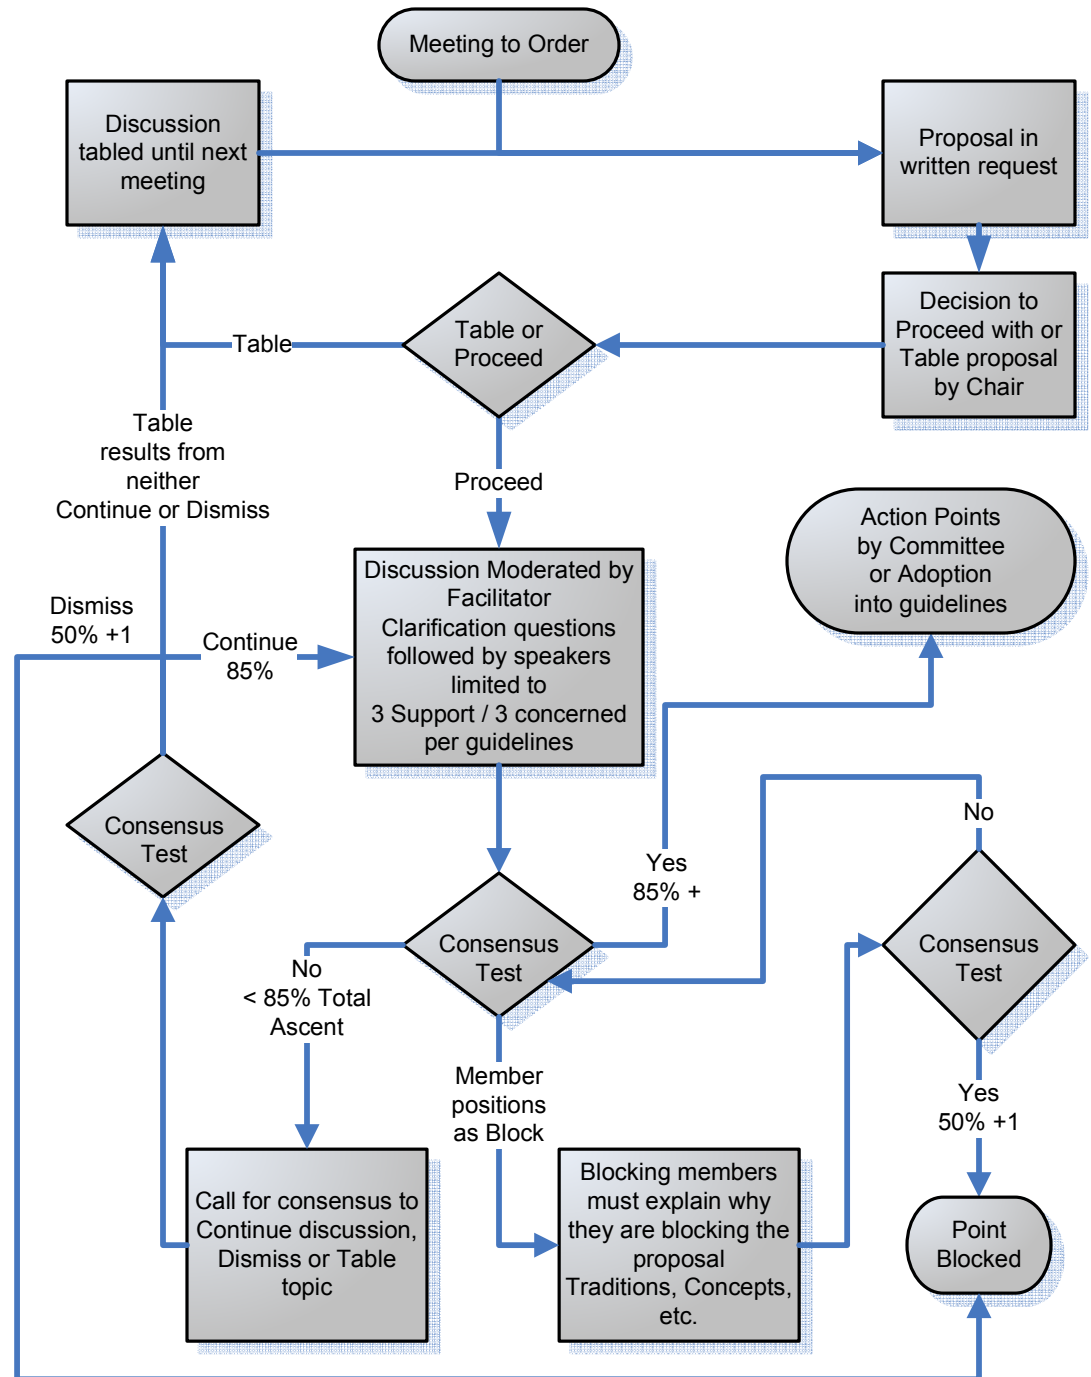 Meeting to Order
Discussion
tabled until next
meeting
Proposal in
written request
Decision to
Proceed with or
Table proposal
by Chair
Table or
Proceed
Table
Table
results from
neither
Continue or Dismiss
Proceed
Action Points
by Committee
or Adoption
into guidelines
Discussion Moderated by
Facilitator
Clarification questions
followed by speakers
limited to
3 Support / 3 concerned
per guidelines
Dismiss
50% +1
Continue
85%
Consensus
Test
Yes
85% +
No
Consensus
Test
Consensus
Test
No
< 85% Total
Ascent
Member
positions
as Block
Yes
50% +1
Call for consensus to
Continue discussion,
Dismiss or Table
topic
Blocking members
must explain why
they are blocking the
proposal
Traditions, Concepts,
etc.
Point
Blocked